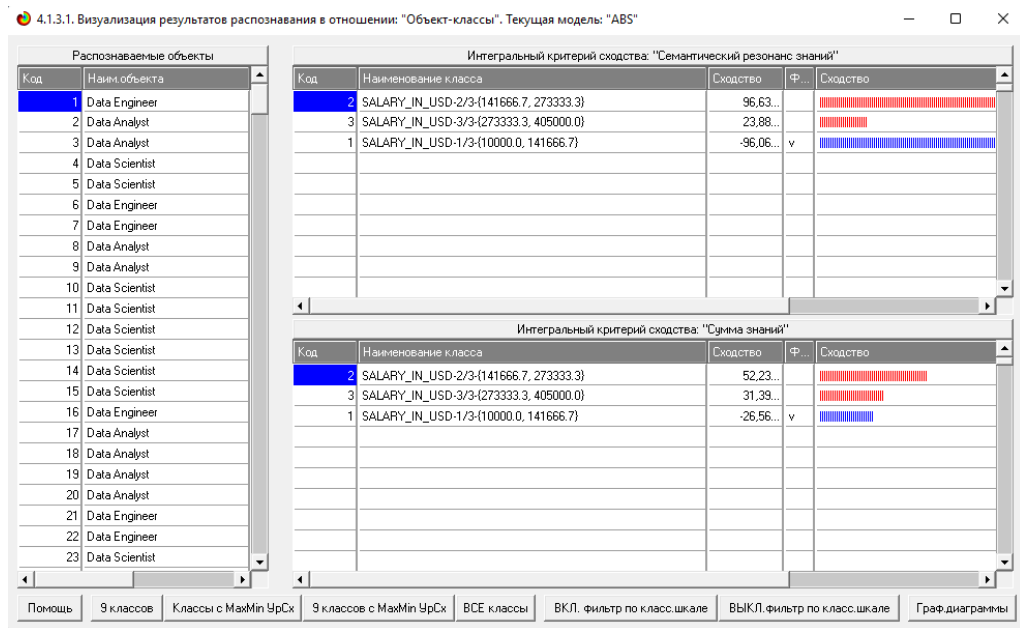 4.1.3.1. Визуализация результатов распознавания в отношении: "Объект-классы". Текущая модель: "ABS"
Распознаваемые объекты
Код Наим.объекта
1 Data Engineer
2 Data Analyst
3 Data Analyst
4 Data Scientist
5 Data Scientist
6 Data Engineer
7 Data Engineer
8 Data Analyst
9 Data Analyst
10 Data Scientist
11 Data Scientist
12 Data Scientist
13 Data Scientist
14 Data Scientist
15 Data Scientist
16 Data Engineer
17 Data Analyst
18 Data Analyst
19 Data Analyst
20 Data Analyst
21 Data Engineer
22 Data Engineer
23 Data Scientist
Интегральный критерий сходства: "Семантический резонанс знаний"
Код Наименование класса Сходство Ф... Сходство
2 SALARY_IN_USD-2/3-{141666.7, 273333.3} 96,63...
3 SALARY_IN_USD-3/3-{273333.3, 405000.0} 23,88...
1 SALARY_IN_USD-1/3-{10000.0, 141666.7} -96,06... v
Интегральный критерий сходства: "Сумма знаний"
Код Наименование класса Сходство Ф... Сходство
2 SALARY_IN_USD-2/3-{141666.7, 273333.3} 52,23...
3 SALARY_IN_USD-3/3-{273333.3, 405000.0} 31,39...
1 SALARY_IN_USD-1/3-{10000.0, 141666.7} -26,56... v
Помощь 9 классов Классы с MaxMin УрСх 9 классов с MaxMin УрСх ВСЕ классы ВКЛ. фильтр по класс.шкале ВЫКЛ.фильтр по класс.шкале Граф.диаграммы